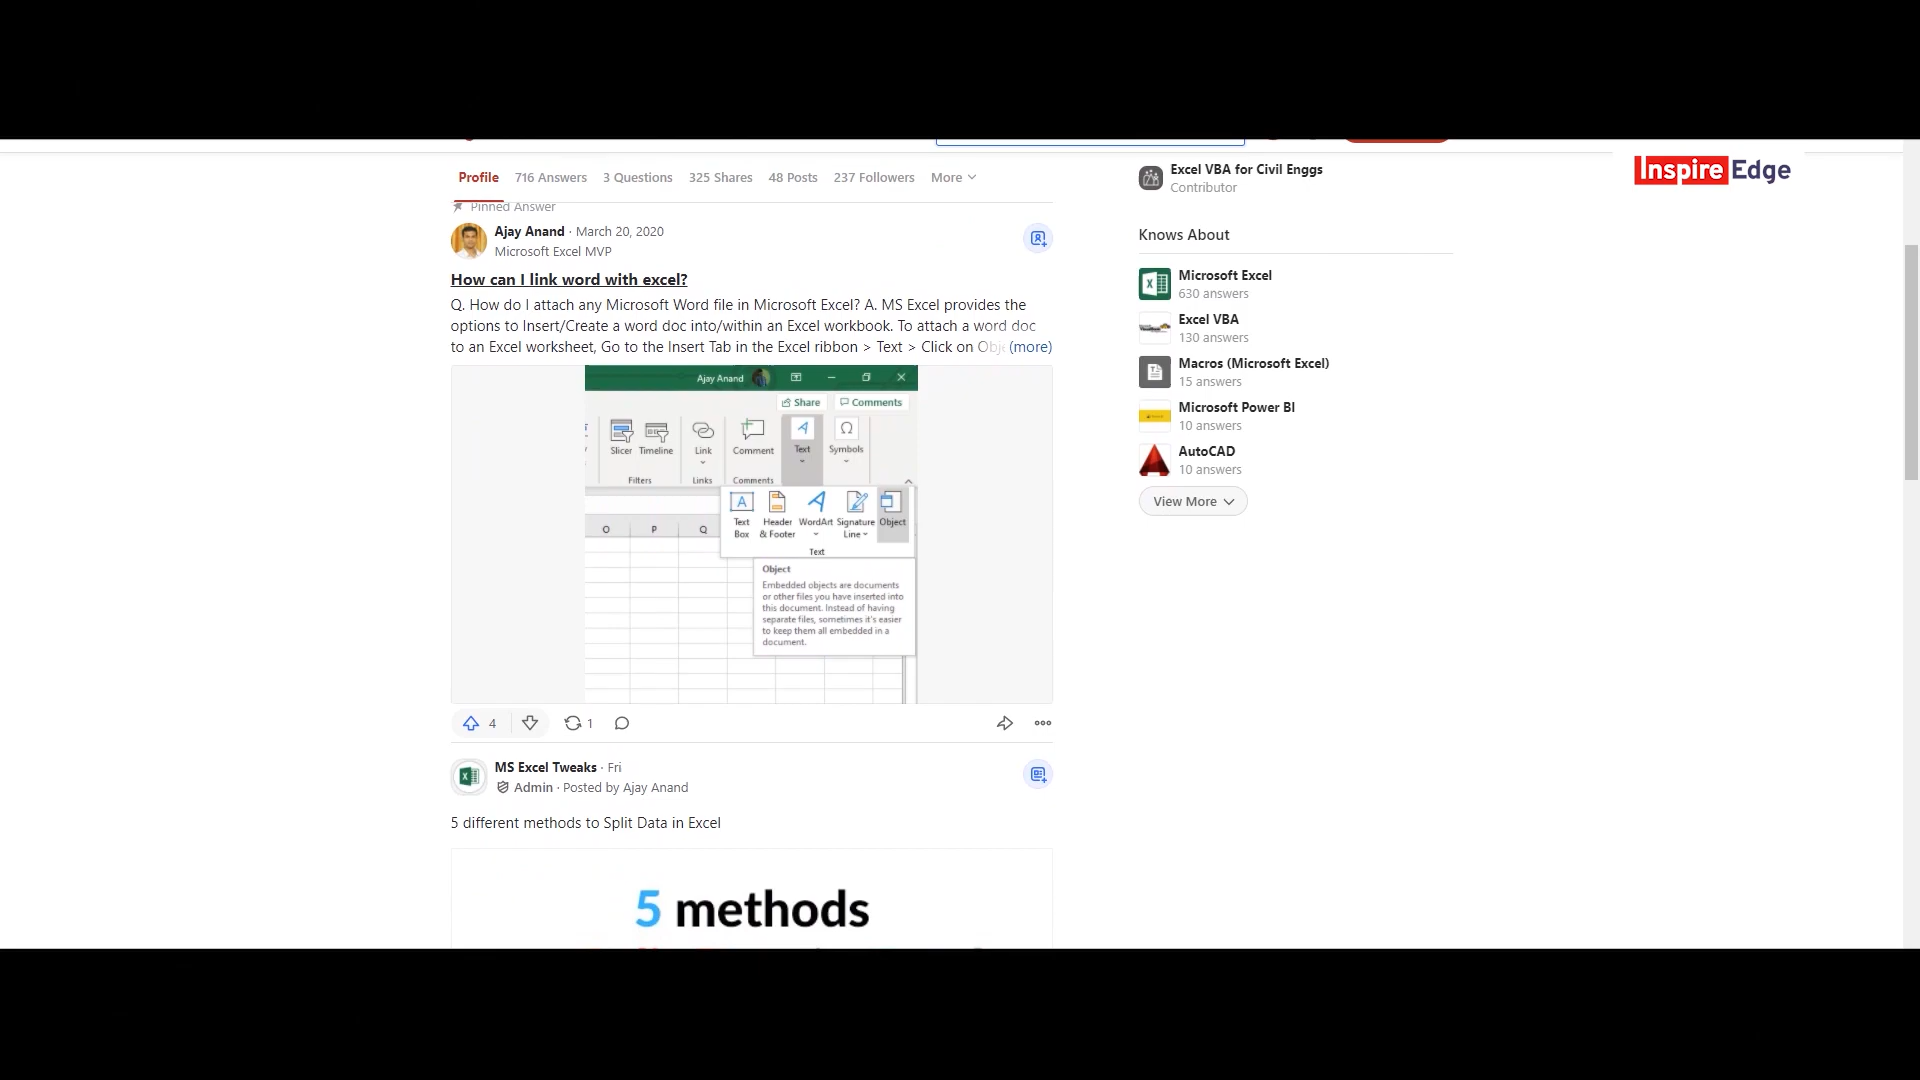 Inspire Edge
Profile 716 Answers 3 Questions 325 Shares 48 Posts 237 Followers More
Pinned Answer
Ajay Anand · March 20, 2020
Microsoft Excel MVP
How can I link word with excel?
Q. How do I attach any Microsoft Word file in Microsoft Excel? A. MS Excel provides the
options to Insert/Create a word doc into/within an Excel workbook. To attach a word doc
to an Excel worksheet, Go to the Insert Tab in the Excel ribbon > Text > Click on (more)
Ajay Anand
Share Comments
Slicer Timeline Link Comment Text Symbols
Filters Links Comments
Text Box
Header & Footer
WordArt
Signature Line
Object
Text
O P Q
Object
Embedded objects are documents
or other files you have inserted into
this document. Instead of having
separate files, sometimes it's easier
to keep them all embedded in a
document.
4 1
MS Excel Tweaks · Fri
Admin · Posted by Ajay Anand
5 different methods to Split Data in Excel
5 methods
Excel VBA for Civil Enggs
Contributor
Knows About
Microsoft Excel
630 answers
Excel VBA
130 answers
Macros (Microsoft Excel)
15 answers
Microsoft Power BI
10 answers
AutoCAD
10 answers
View More